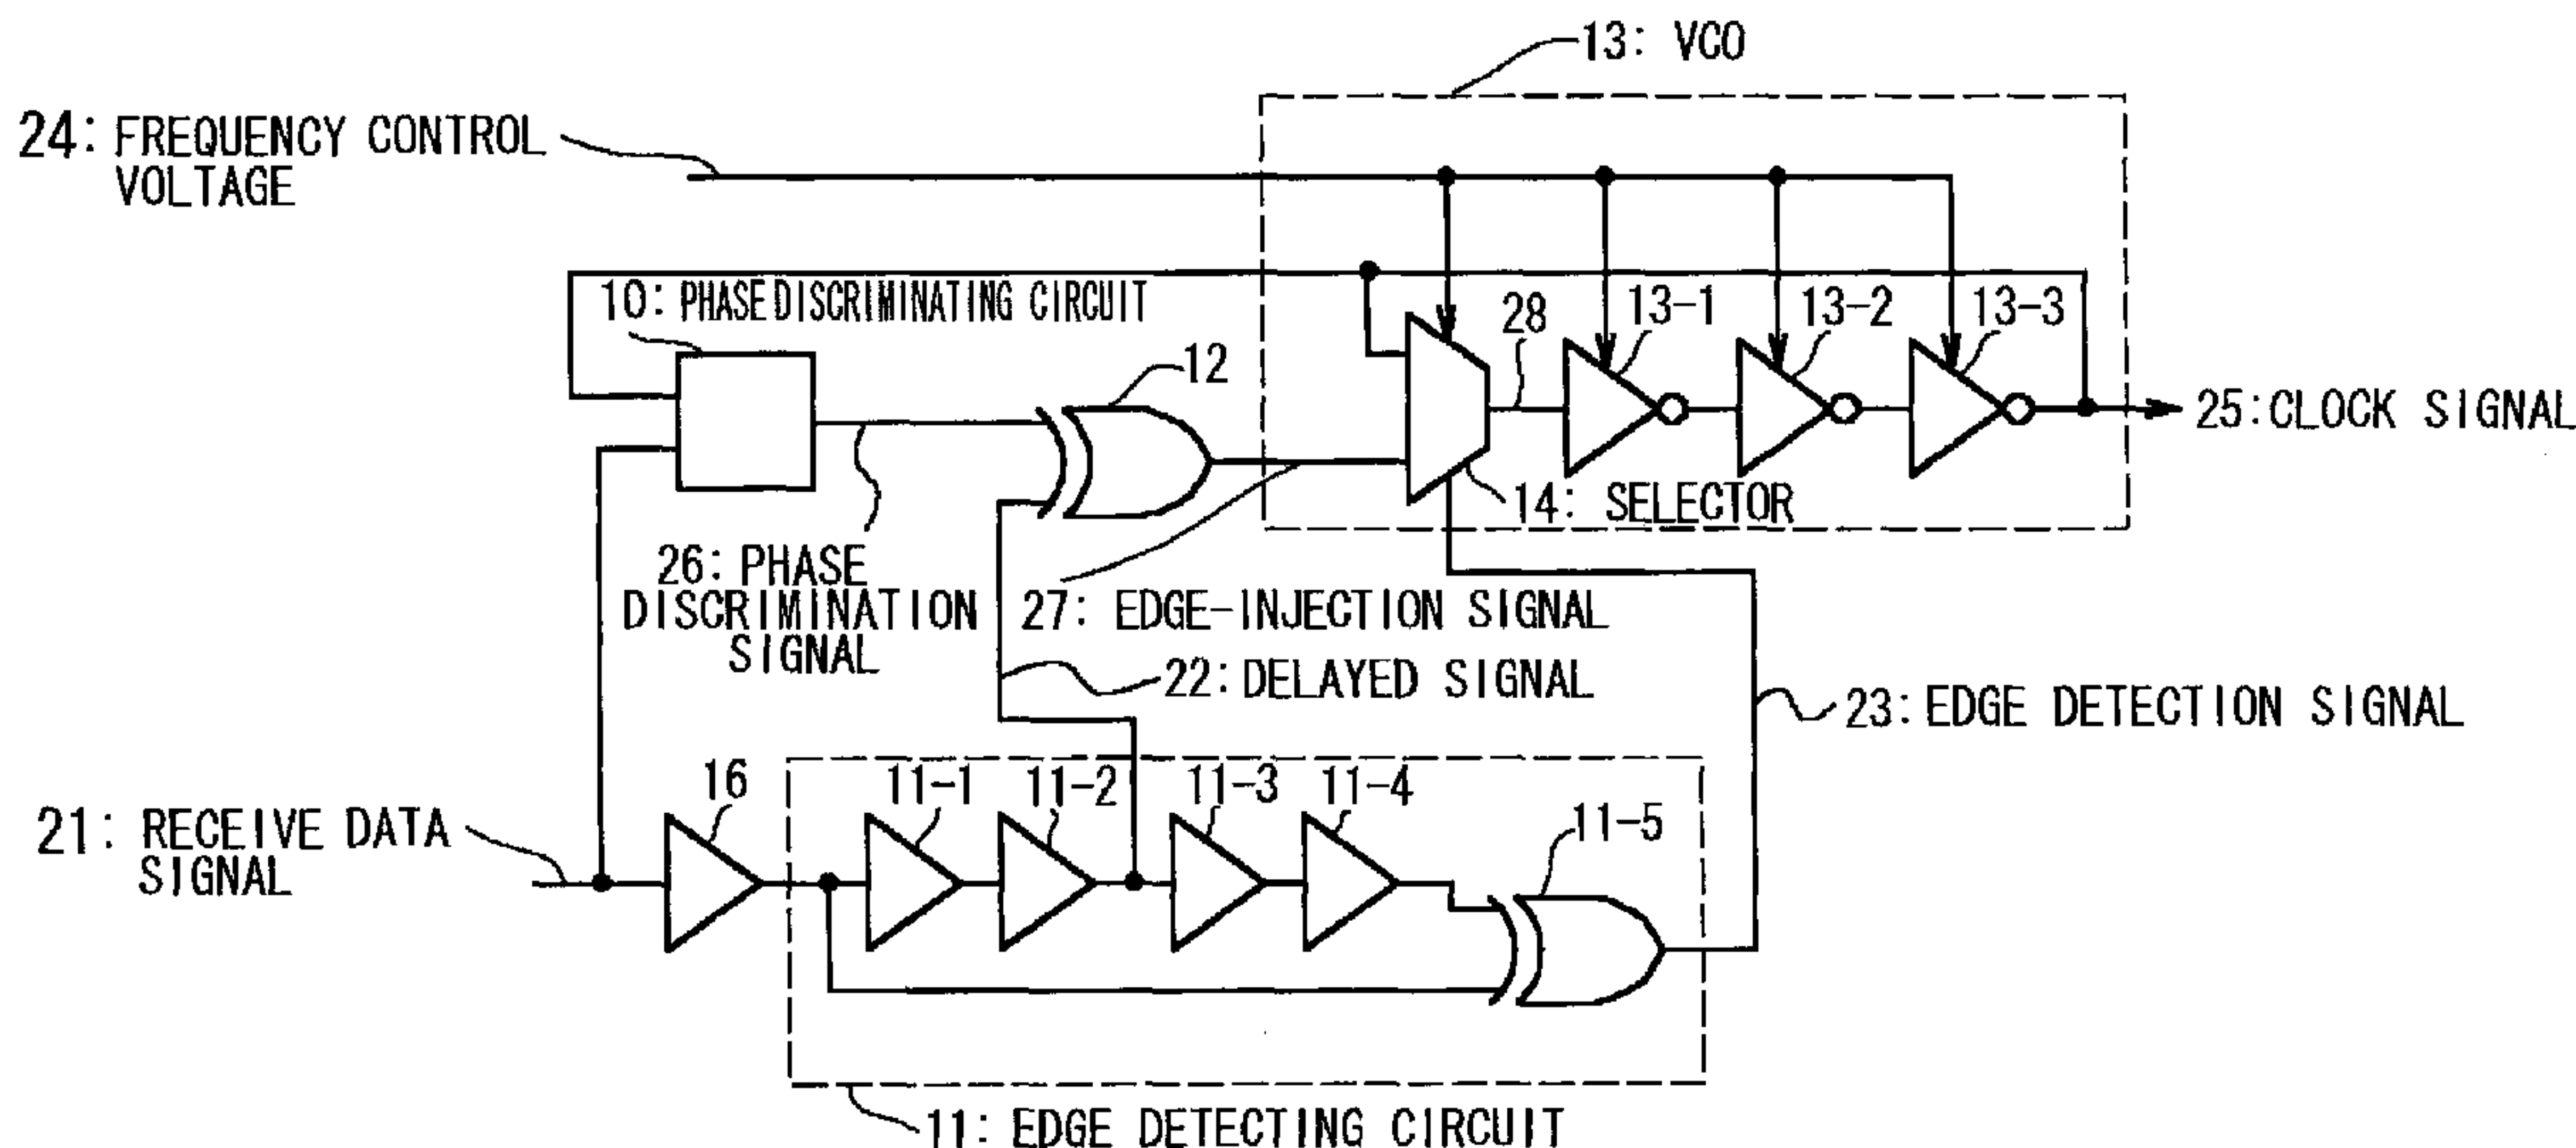 13: VCO
24: FREQUENCY CONTROL
VOLTAGE
10: PHASE DISCRIMINATING CIRCUIT
12
28
13-1
13-2
13-3
25:CLOCK SIGNAL
14: SELECTOR
26: PHASE
DISCRIMINATION
SIGNAL
27: EDGE-INJECTION SIGNAL
22: DELAYED SIGNAL
23: EDGE DETECTION SIGNAL
21: RECEIVE DATA
SIGNAL
16
11-1
11-2
11-3
11-4
11-5
11: EDGE DETECTING CIRCUIT